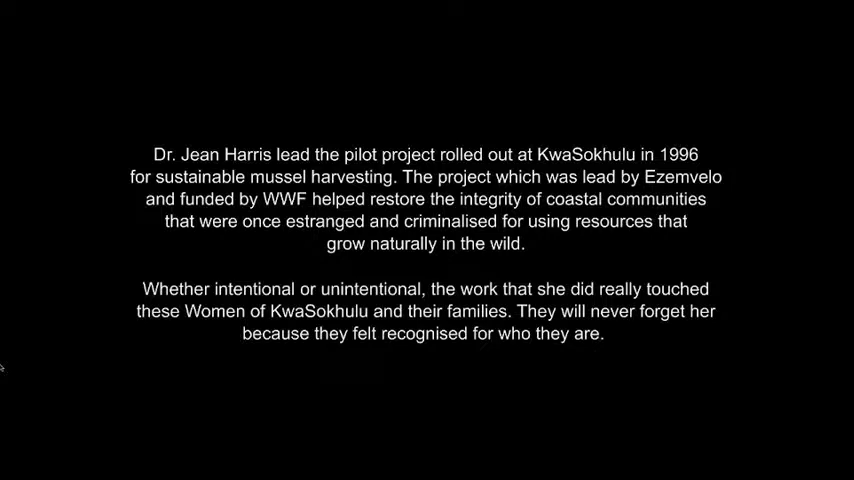 Dr. Jean Harris lead the pilot project rolled out at KwaSokhulu in 1996
for sustainable mussel harvesting. The project which was lead by Ezemvelo
and funded by WWF helped restore the integrity of coastal communities
that were once estranged and criminalised for using resources that
grow naturally in the wild.
Whether intentional or unintentional, the work that she did really touched
these Women of KwaSokhulu and their families. They will never forget her
because they felt recognised for who they are.